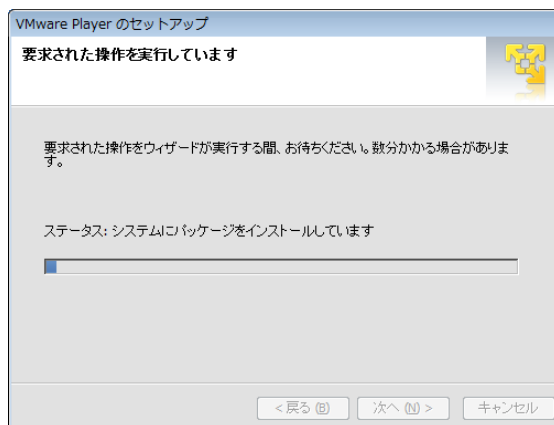 VMware Player のセットアップ
要求された操作を実行しています
要求された操作をウィザードが実行する間、お待ちください。数分かかる場合がありま
す。
ステータス: システムにパッケージをインストールしています
< 戻る (B) 次へ (N) > キャンセル